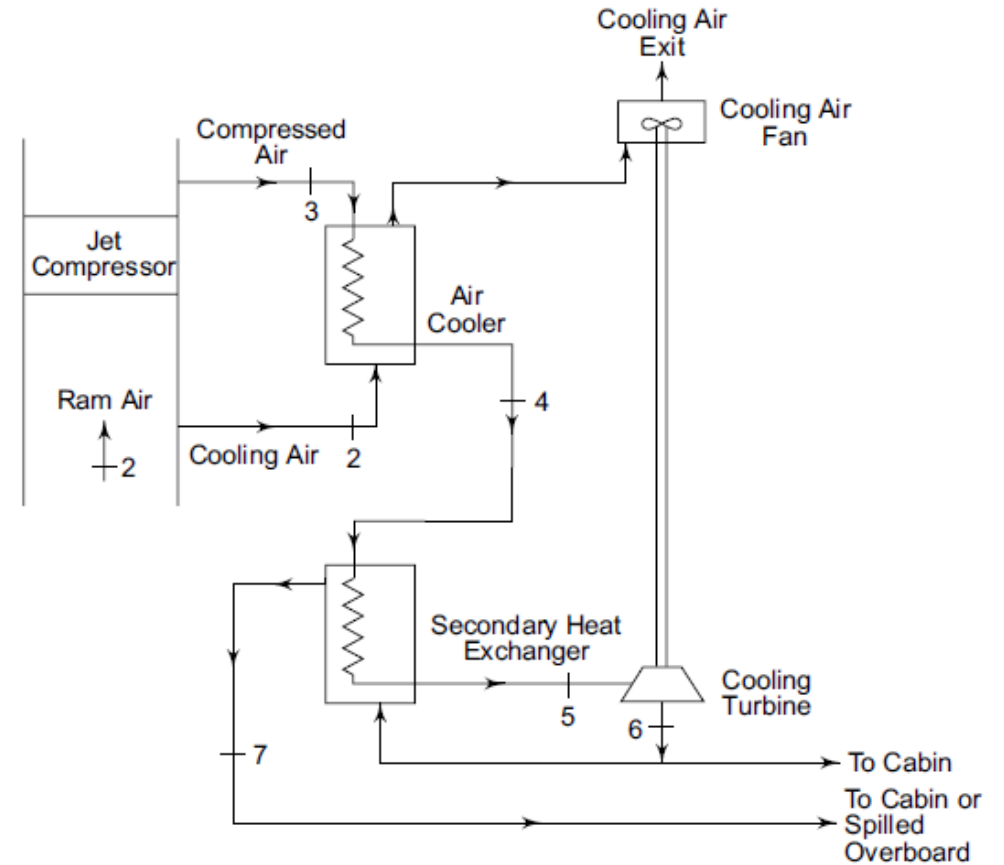 Cooling Air
Exit
Cooling Air
Fan
Compressed
Air
3
Jet
Compressor
Air
Cooler
Ram Air
2
Cooling Air
2
4
Secondary Heat
Exchanger
5
Cooling
Turbine
6
7
To Cabin
To Cabin or
Spilled
Overboard